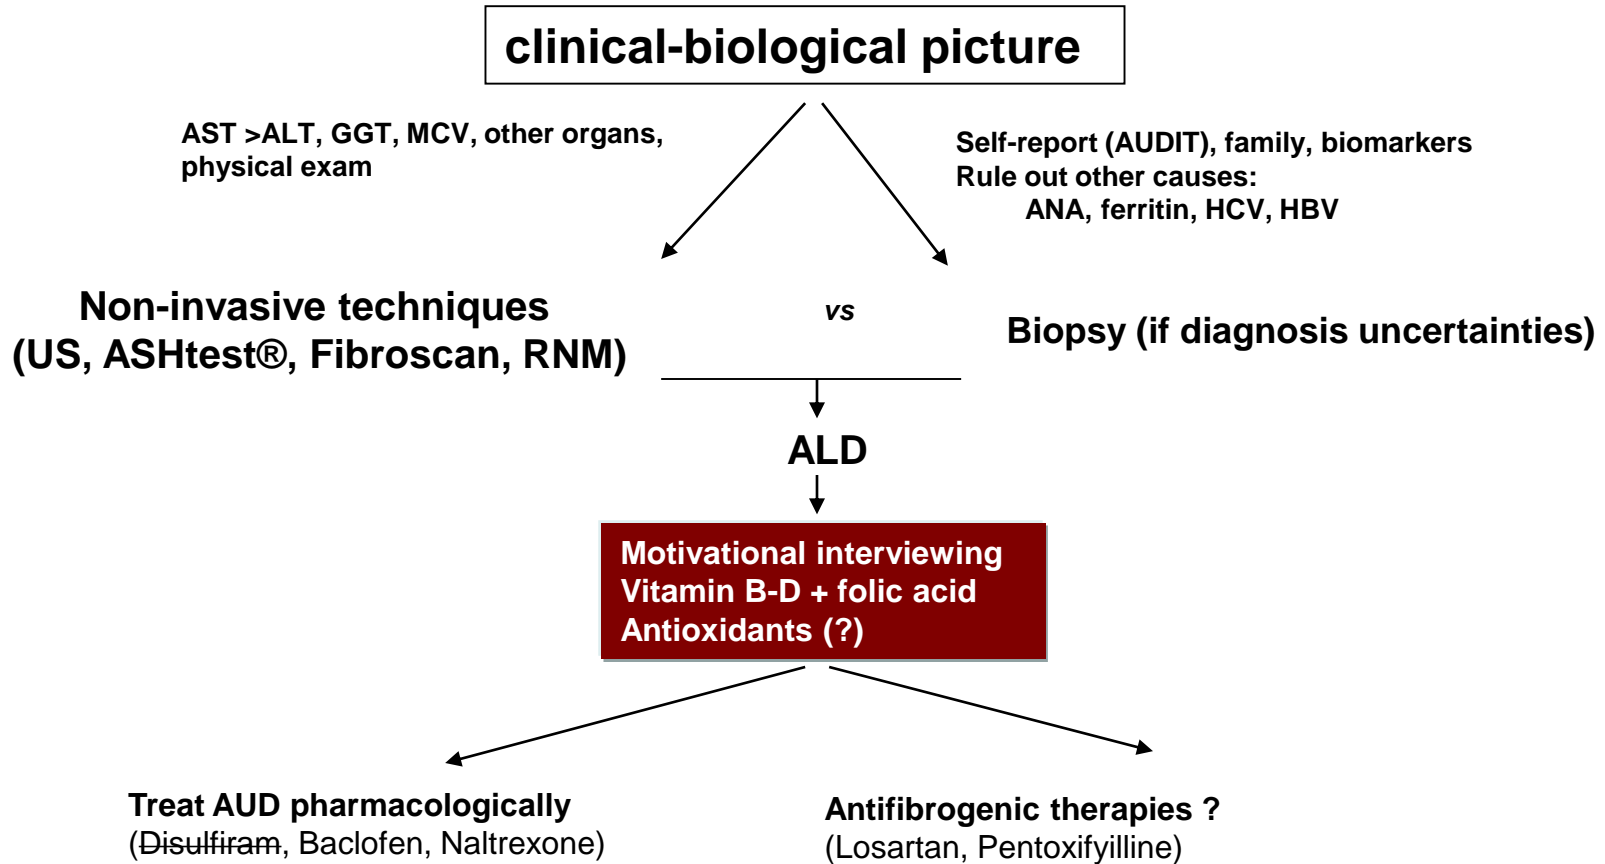 clinical-biological picture
AST >ALT, GGT, MCV, other organs,
physical exam
Self-report (AUDIT), family, biomarkers
Rule out other causes:
ANA, ferritin, HCV, HBV
Non-invasive techniques
(US, ASHtest®, Fibroscan, RNM)
vs
Biopsy (if diagnosis uncertainties)
ALD
Motivational interviewing
Vitamin B-D + folic acid
Antioxidants (?)
Treat AUD pharmacologically
(Disulfiram, Baclofen, Naltrexone)
Antifibrogenic therapies ?
(Losartan, Pentoxifyilline)